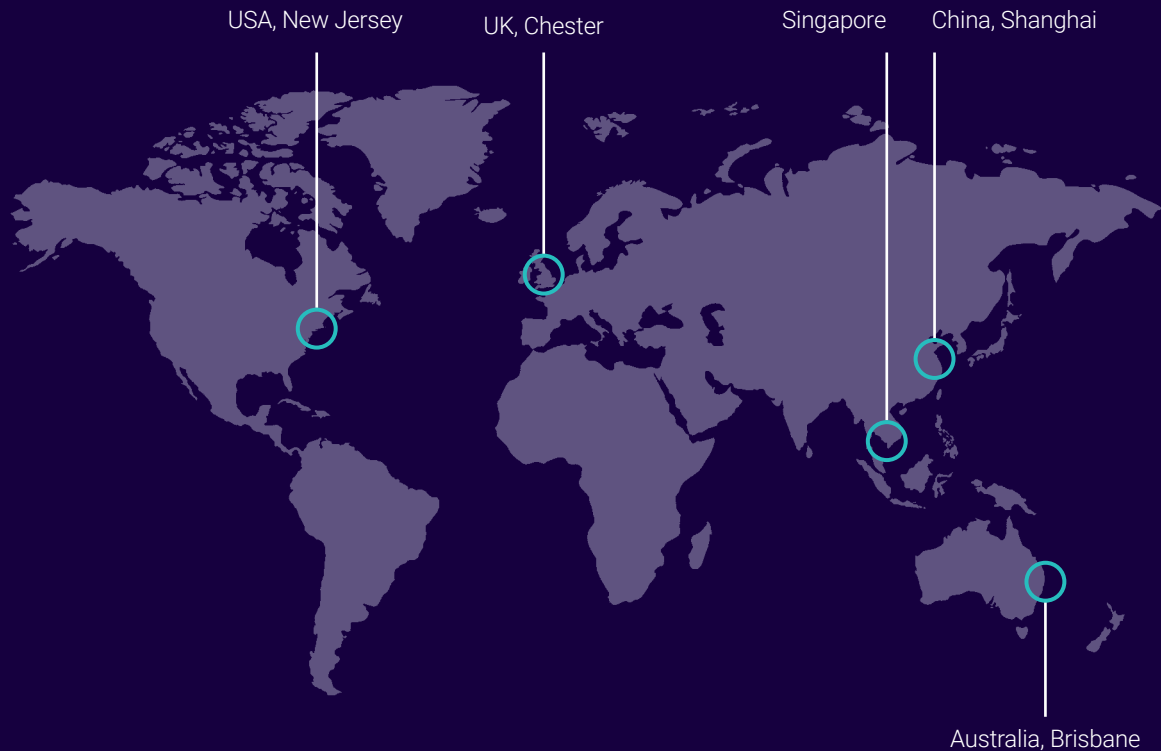 USA, New Jersey
UK, Chester
Singapore
China, Shanghai
Australia, Brisbane